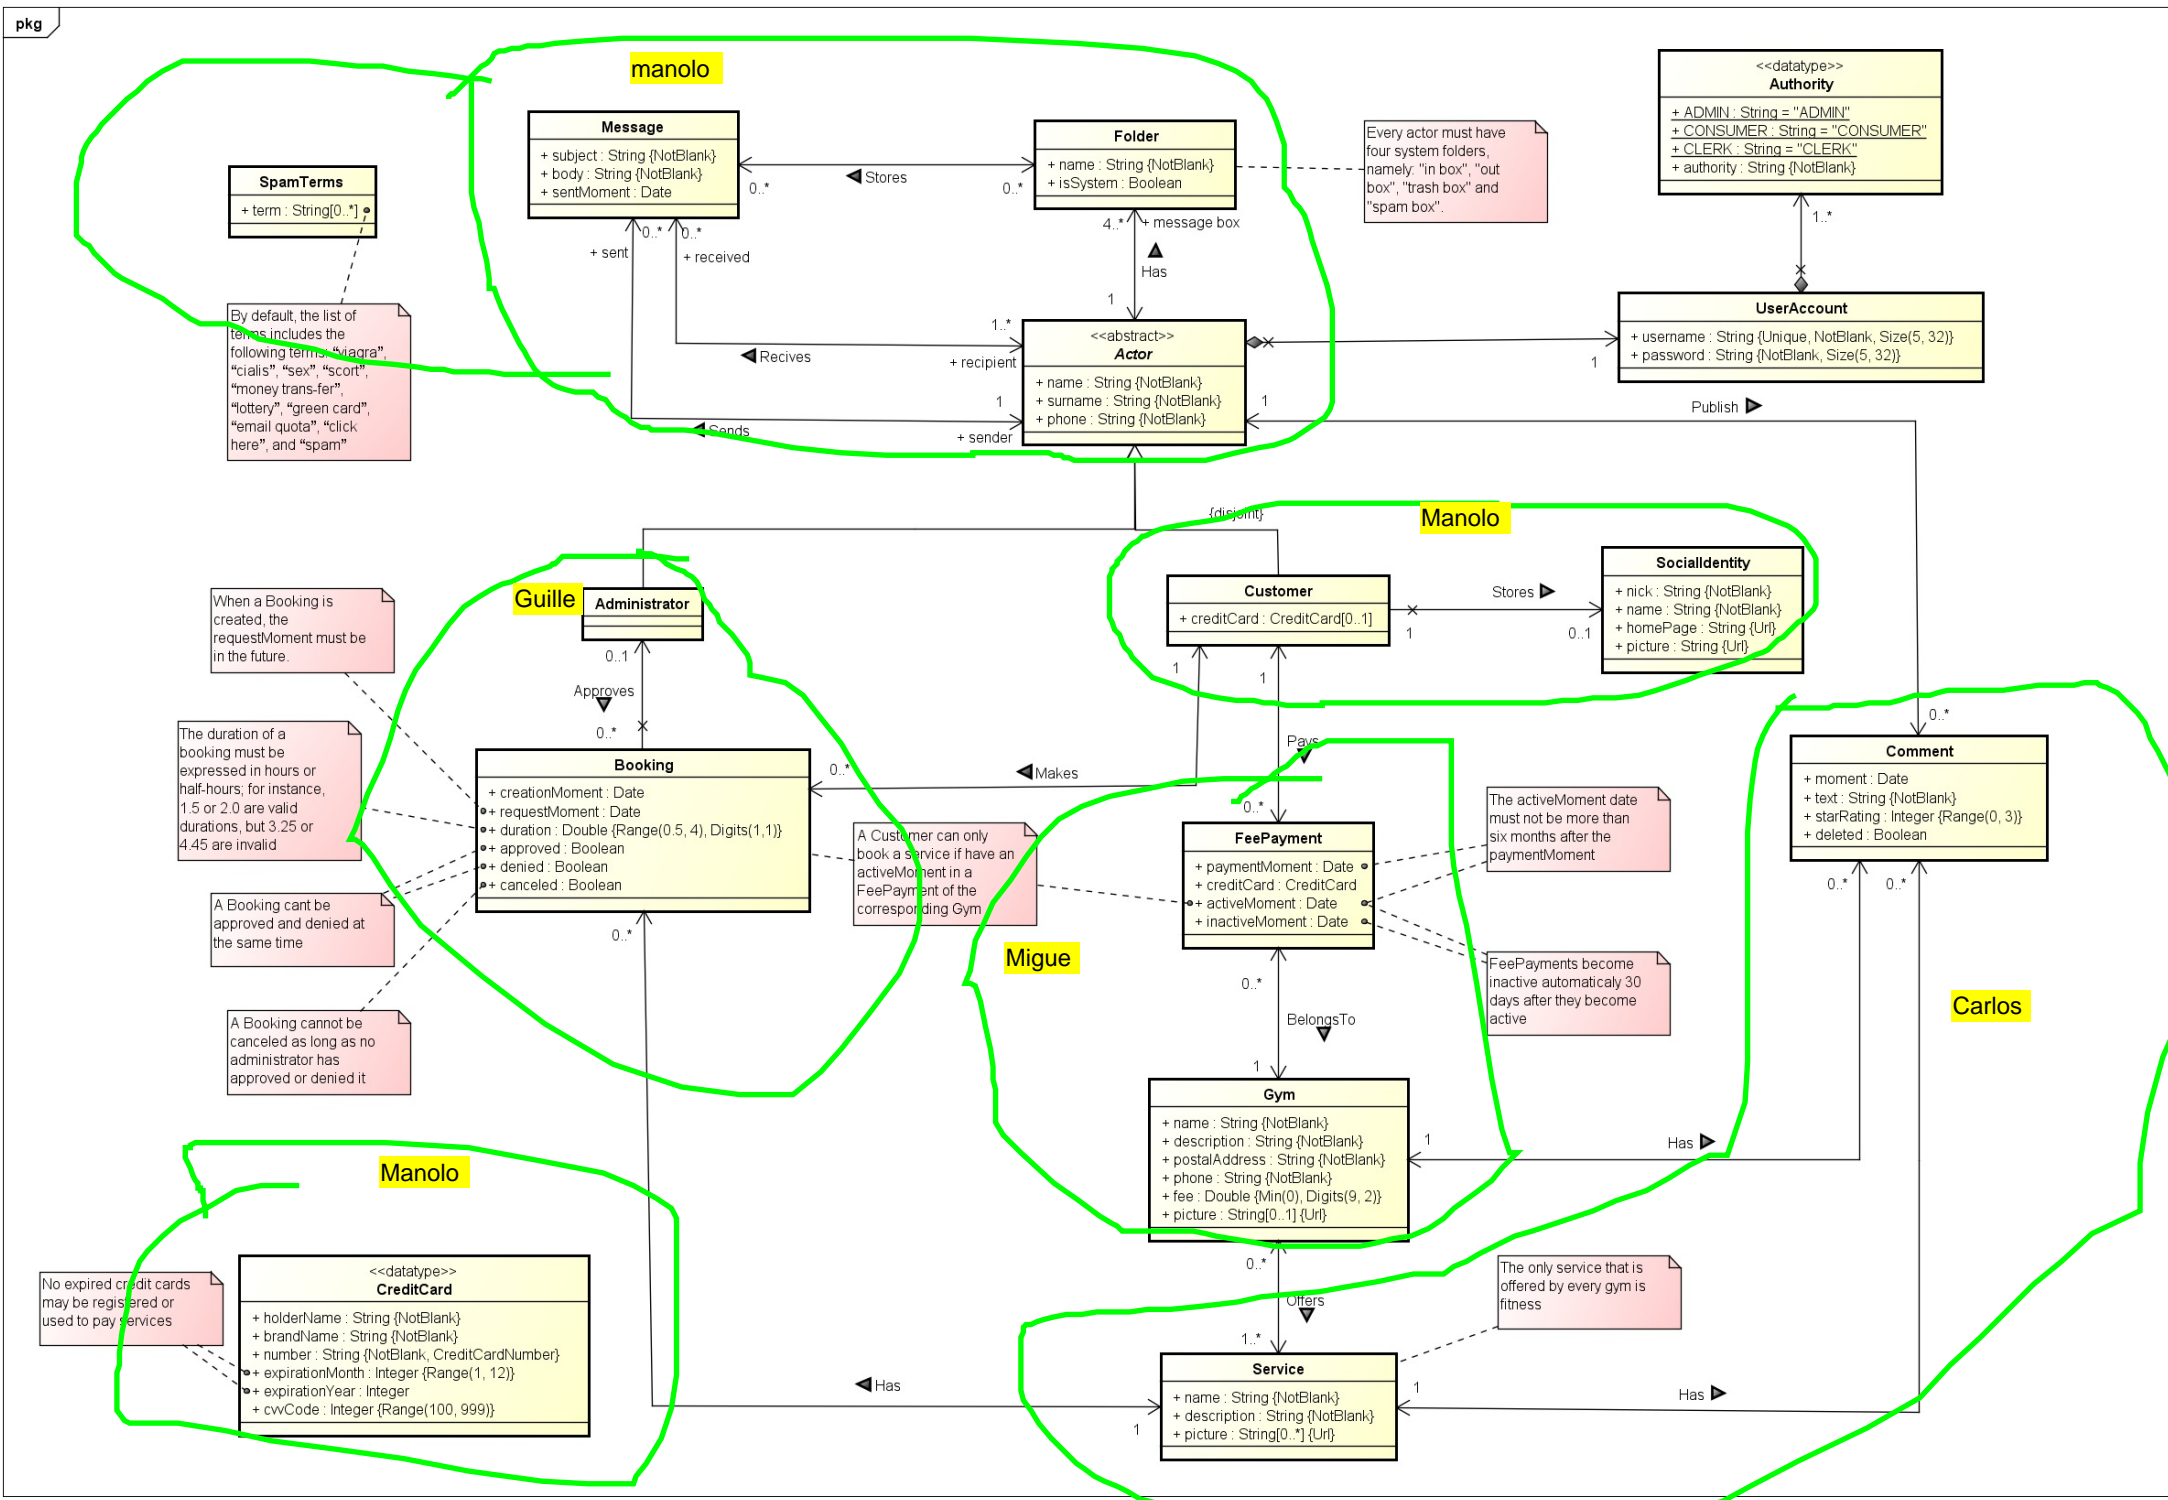 pkg
manolo
Message
+ subject : String {NotBlank}
+ body : String {NotBlank}
+ sentMoment : Date
Folder
+ name : String {NotBlank}
+ isSystem : Boolean
Every actor must have
four system folders,
namely: "in box", "out
box", "trash box" and
"spam box".
<<datatype>>
Authority
+ ADMIN : String = "ADMIN"
+ CONSUMER : String = "CONSUMER"
+ CLERK : String = "CLERK"
+ authority : String {NotBlank}
SpamTerms
+ term : String[0..*]
Stores
0..*
0..*
0..*
0..*
+ sent
+ received
4..*
+ message box
Has
1
1..*
By default, the list of
terms includes the
following terms: “viagra”,
“cialis”, “sex”, “scort”,
“money trans-fer”,
“lottery”, “green card”,
“email quota”, “click
here”, and “spam”
UserAccount
+ username : String {Unique, NotBlank, Size(5, 32)}
+ password : String {NotBlank, Size(5, 32)}
<<abstract>>
Actor
+ name : String {NotBlank}
+ surname : String {NotBlank}
+ phone : String {NotBlank}
1..*
Recives
+ recipient
1
1
Sends
+ sender
1
Publish
{disjoint}
Manolo
Guille
Administrator
Customer
+ creditCard : CreditCard[0..1]
Stores
1
0..1
SocialIdentity
+ nick : String {NotBlank}
+ name : String {NotBlank}
+ homePage : String {Url}
+ picture : String {Url}
When a Booking is
created, the
requestMoment must be
in the future.
0..1
Approves
0..*
1
1
0..*
The duration of a
booking must be
expressed in hours or
half-hours; for instance,
1.5 or 2.0 are valid
durations, but 3.25 or
4.45 are invalid
Booking
+ creationMoment : Date
+ requestMoment : Date
+ duration : Double {Range(0.5, 4), Digits(1,1)}
+ approved : Boolean
+ denied : Boolean
+ canceled : Boolean
0..*
Makes
Pays
0..*
Comment
+ moment : Date
+ text : String {NotBlank}
+ starRating : Integer {Range(0, 3)}
+ deleted : Boolean
A Customer can only
book a service if have an
activeMoment in a
FeePayment of the
corresponding Gym
FeePayment
+ paymentMoment : Date
+ creditCard : CreditCard
+ activeMoment : Date
+ inactiveMoment : Date
The activeMoment date
must not be more than
six months after the
paymentMoment
0..*
0..*
A Booking cant be
approved and denied at
the same time
0..*
Migue
0..*
FeePayments become
inactive automaticaly 30
days after they become
active
Carlos
A Booking cannot be
canceled as long as no
administrator has
approved or denied it
BelongsTo
1
Gym
+ name : String {NotBlank}
+ description : String {NotBlank}
+ postalAddress : String {NotBlank}
+ phone : String {NotBlank}
+ fee : Double {Min(0), Digits(9, 2)}
+ picture : String[0..1] {Url}
1
Has
Manolo
No expired credit cards
may be registered or
used to pay services
<<datatype>>
CreditCard
+ holderName : String {NotBlank}
+ brandName : String {NotBlank}
+ number : String {NotBlank, CreditCardNumber}
+ expirationMonth : Integer {Range(1, 12)}
+ expirationYear : Integer
+ cvvCode : Integer {Range(100, 999)}
0..*
Offers
1..*
The only service that is
offered by every gym is
fitness
Has
1
Service
+ name : String {NotBlank}
+ description : String {NotBlank}
+ picture : String[0..*] {Url}
1
Has